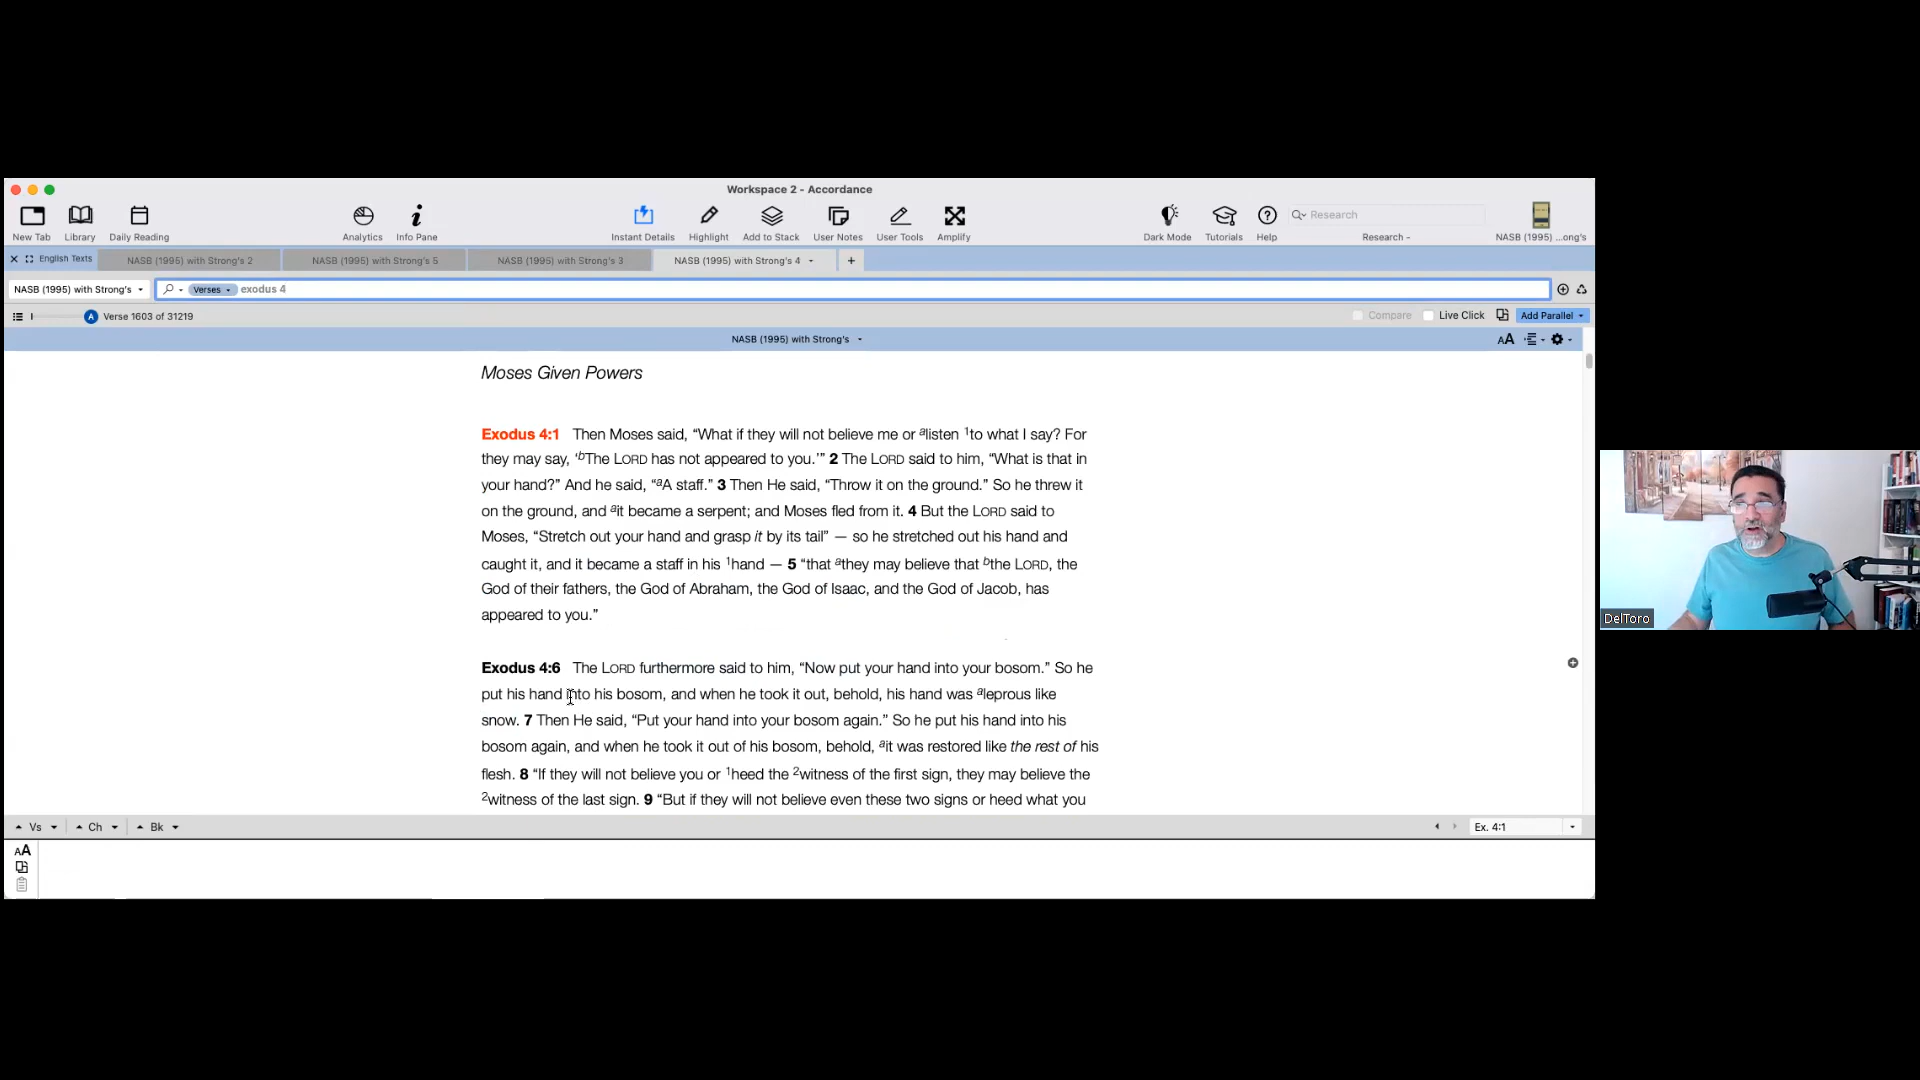 Workspace 2 - Accordance
New Tab Library Daily Reading Analytics Info Pane Instant Details Highlight Add to Stack User Notes User Tools Amplify Dark Mode Tutorials Help Research Research - NASB (1995) ...ong's
English Texts NASB (1995) with Strong's 2 NASB (1995) with Strong's 5 NASB (1995) with Strong's 3 NASB (1995) with Strong's 4 +
NASB (1995) with Strong's Verses exodus 4
A Verse 1603 of 31219 Compare Live Click Add Parallel
NASB (1995) with Strong's AA
Moses Given Powers
Exodus 4:1 Then Moses said, “What if they will not believe me or alisten 1to what I say? For
they may say, ‘bThe LORD has not appeared to you.’” 2 The LORD said to him, “What is that in
your hand?” And he said, “aA staff.” 3 Then He said, “Throw it on the ground.” So he threw it
on the ground, and ait became a serpent; and Moses fled from it. 4 But the LORD said to
Moses, “Stretch out your hand and grasp it by its tail” — so he stretched out his hand and
caught it, and it became a staff in his 1hand — 5 “that athey may believe that bthe LORD, the
God of their fathers, the God of Abraham, the God of Isaac, and the God of Jacob, has
appeared to you.”
Exodus 4:6 The LORD furthermore said to him, “Now put your hand into your bosom.” So he
put his hand into his bosom, and when he took it out, behold, his hand was aleprous like
snow. 7 Then He said, “Put your hand into your bosom again.” So he put his hand into his
bosom again, and when he took it out of his bosom, behold, ait was restored like the rest of his
flesh. 8 “If they will not believe you or 1heed the 2witness of the first sign, they may believe the
2witness of the last sign. 9 “But if they will not believe even these two signs or heed what you
Vs Ch Bk Ex. 4:1
AA
DelToro